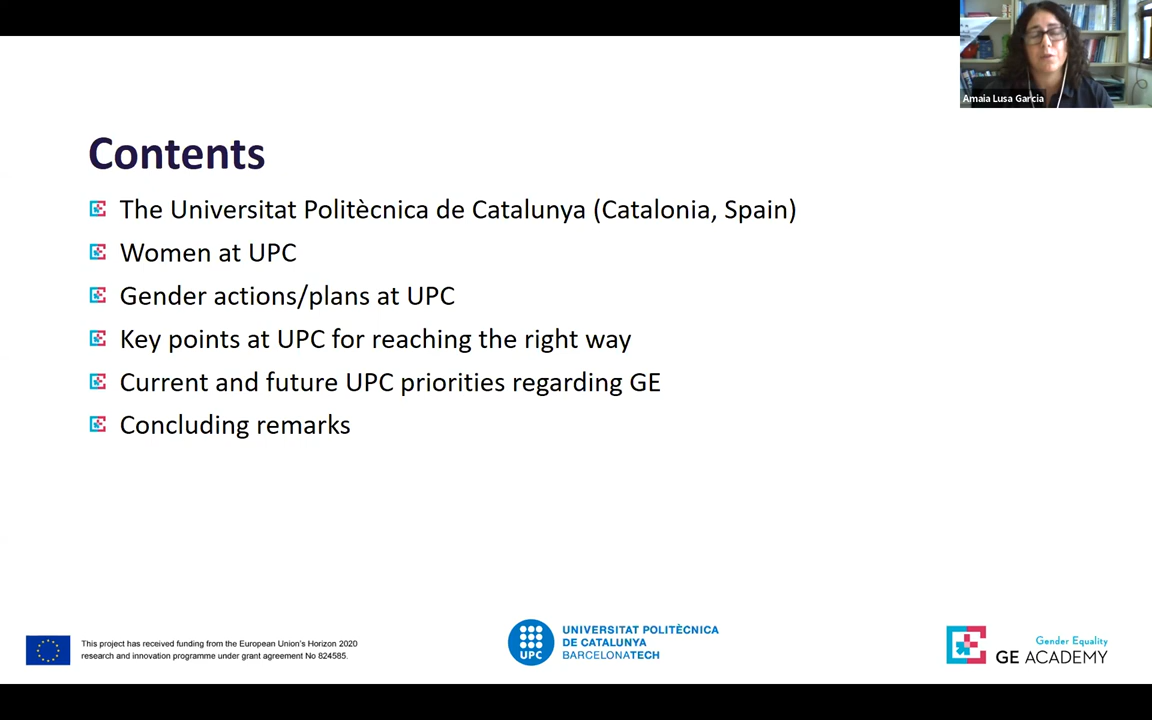 Amaia Lusa Garcia
Contents
The Universitat Politècnica de Catalunya (Catalonia, Spain)
Women at UPC
Gender actions/plans at UPC
Key points at UPC for reaching the right way
Current and future UPC priorities regarding GE
Concluding remarks
This project has received funding from the European Union's Horizon 2020
research and innovation programme under grant agreement No 824585.
UPC
UNIVERSITAT POLITÈCNICA
DE CATALUNYA
BARCELONATECH
Gender Equality
GE ACADEMY